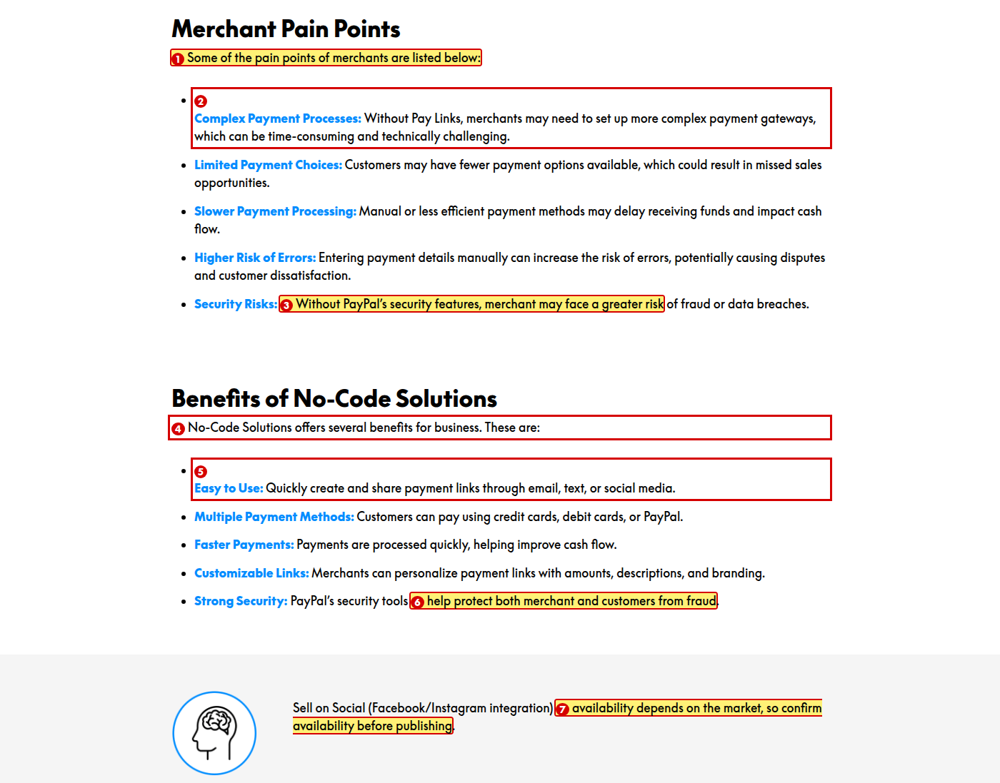 Merchant Pain Points
1 Some of the pain points of merchants are listed below:
• 2
Complex Payment Processes: Without Pay Links, merchants may need to set up more complex payment gateways,
which can be time-consuming and technically challenging.
• Limited Payment Choices: Customers may have fewer payment options available, which could result in missed sales
opportunities.
• Slower Payment Processing: Manual or less efficient payment methods may delay receiving funds and impact cash
flow.
• Higher Risk of Errors: Entering payment details manually can increase the risk of errors, potentially causing disputes
and customer dissatisfaction.
• Security Risks: 3 Without PayPal’s security features, merchant may face a greater risk of fraud or data breaches.
Benefits of No-Code Solutions
4 No-Code Solutions offers several benefits for business. These are:
• 5
Easy to Use: Quickly create and share payment links through email, text, or social media.
• Multiple Payment Methods: Customers can pay using credit cards, debit cards, or PayPal.
• Faster Payments: Payments are processed quickly, helping improve cash flow.
• Customizable Links: Merchants can personalize payment links with amounts, descriptions, and branding.
• Strong Security: PayPal’s security tools 6 help protect both merchant and customers from fraud.
Sell on Social (Facebook/Instagram integration) 7 availability depends on the market, so confirm
availability before publishing.